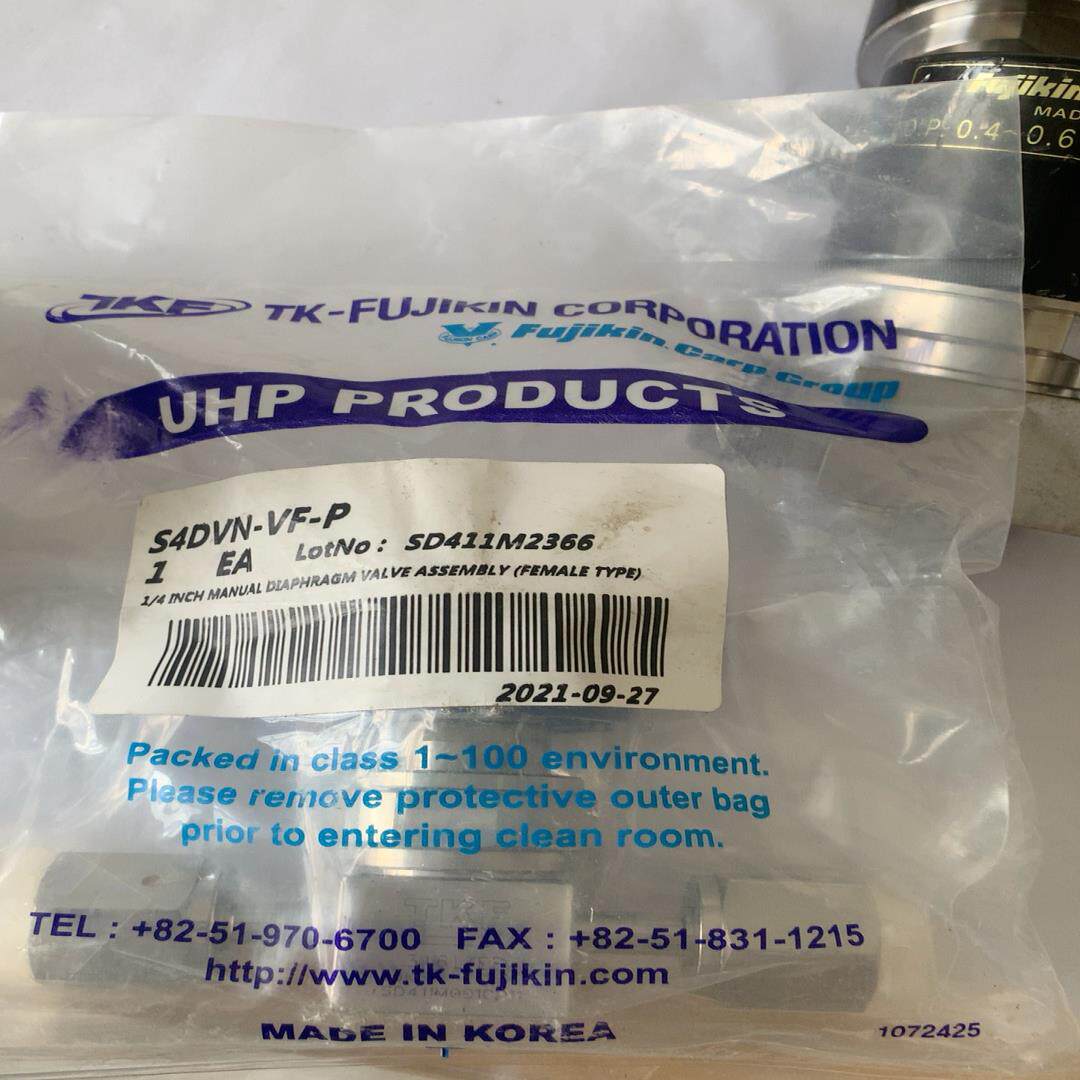 Fujikin
MAD
O.P. 0.4~0.6
TKF TK-FUJIKIN CORPORATION
Fujikin. Carp Group
UHP PRODUCTS
S4DVN-VF-P
1 EA LotNo : SD411M2366
1/4 INCH MANUAL DIAPHRAGM VALVE ASSEMBLY (FEMALE TYPE)
2021-09-27
Packed in class 1~100 environment.
Please remove protective outer bag
prior to entering clean room.
TKF
TEL : +82-51-970-6700 FAX : +82-51-831-1215
http://www.tk-fujikin.com
MADE IN KOREA
1072425